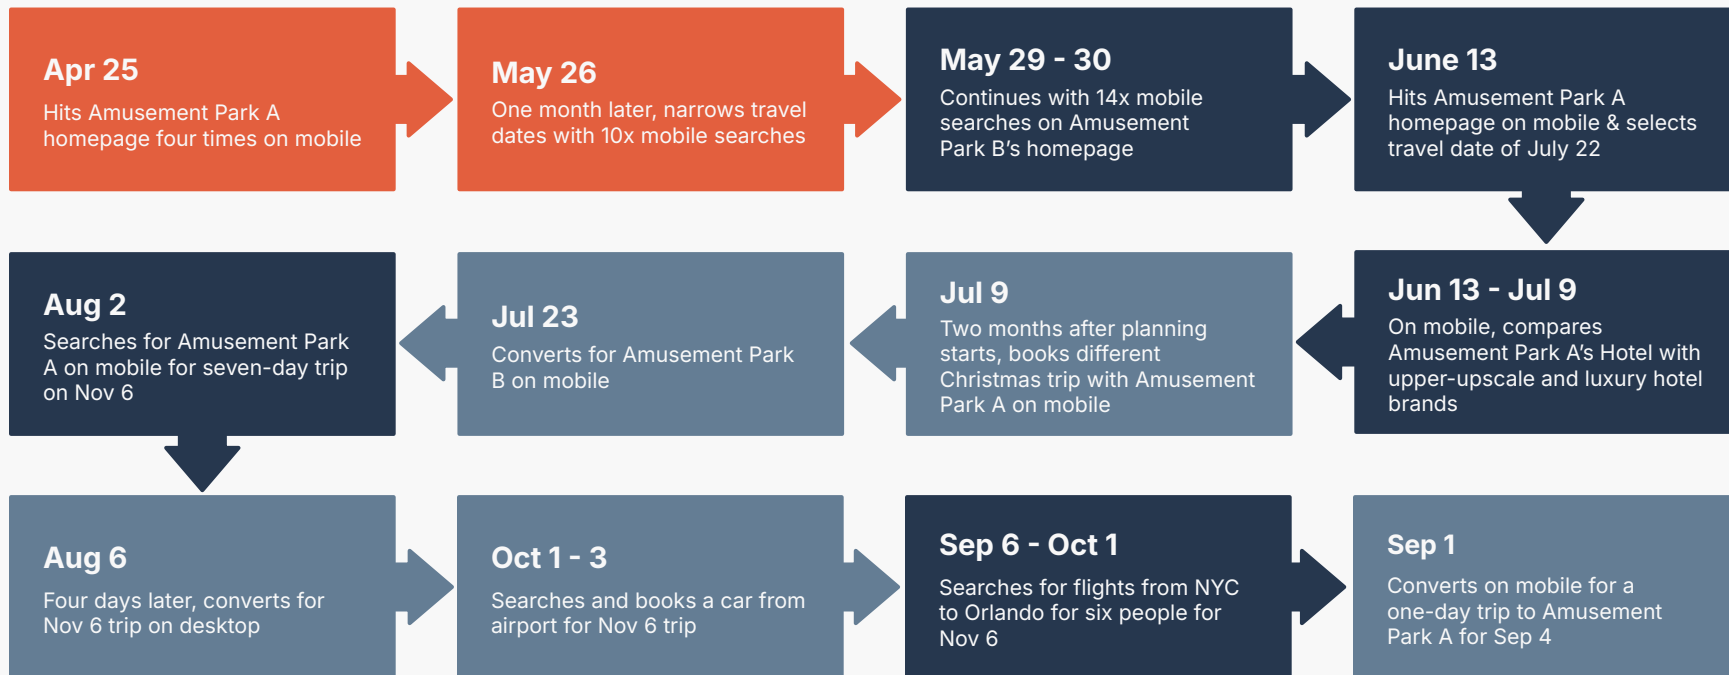 Apr 25
Hits Amusement Park A
homepage four times on mobile
May 26
One month later, narrows travel
dates with 10x mobile searches
May 29 - 30
Continues with 14x mobile
searches on Amusement
Park B’s homepage
June 13
Hits Amusement Park A
homepage on mobile & selects
travel date of July 22
Jun 13 - Jul 9
On mobile, compares
Amusement Park A’s Hotel with
upper-upscale and luxury hotel
brands
Jul 9
Two months after planning
starts, books different
Christmas trip with Amusement
Park A on mobile
Jul 23
Converts for Amusement Park
B on mobile
Aug 2
Searches for Amusement Park
A on mobile for seven-day trip
on Nov 6
Aug 6
Four days later, converts for
Nov 6 trip on desktop
Oct 1 - 3
Searches and books a car from
airport for Nov 6 trip
Sep 6 - Oct 1
Searches for flights from NYC
to Orlando for six people for
Nov 6
Sep 1
Converts on mobile for a
one-day trip to Amusement
Park A for Sep 4